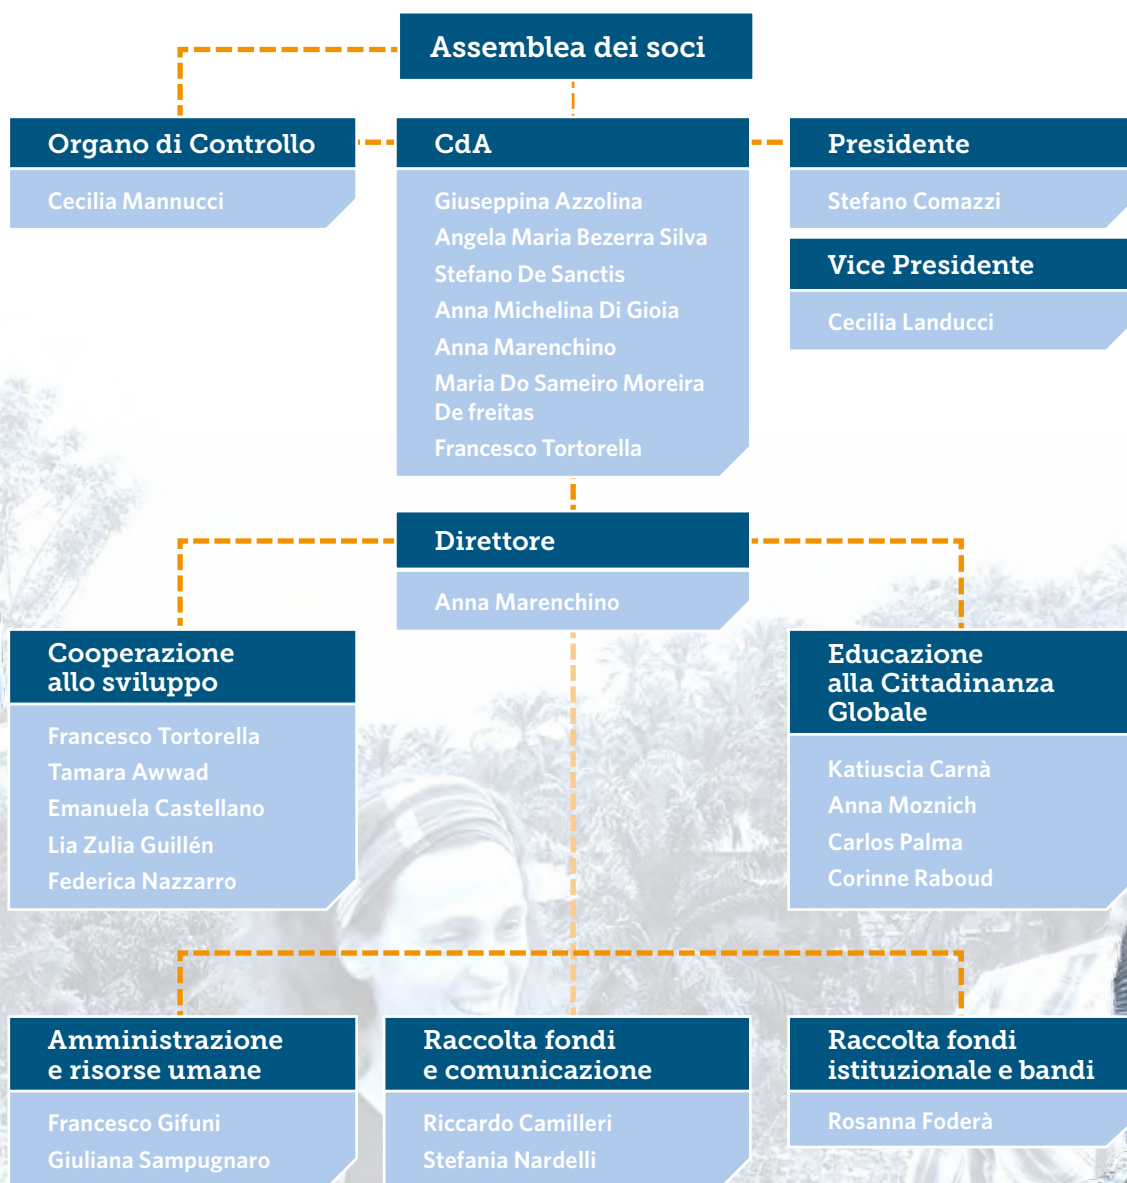 Assemblea dei soci
Organo di Controllo
Cecilia Mannucci
CdA
Giuseppina Azzolina
Angela Maria Bezerra Silva
Stefano De Sanctis
Anna Michelina Di Gioia
Anna Marenchino
Maria Do Sameiro Moreira
De freitas
Francesco Tortorella
Presidente
Stefano Comazzi
Vice Presidente
Cecilia Landucci
Direttore
Anna Marenchino
Cooperazione
allo sviluppo
Francesco Tortorella
Tamara Awwad
Emanuela Castellano
Lia Zulia Guillén
Federica Nazzarro
Educazione
alla Cittadinanza
Globale
Katiuscia Carnà
Anna Moznich
Carlos Palma
Corinne Raboud
Amministrazione
e risorse umane
Francesco Gifuni
Giuliana Sampugnaro
Raccolta fondi
e comunicazione
Riccardo Camilleri
Stefania Nardelli
Raccolta fondi
istituzionale e bandi
Rosanna Foderà